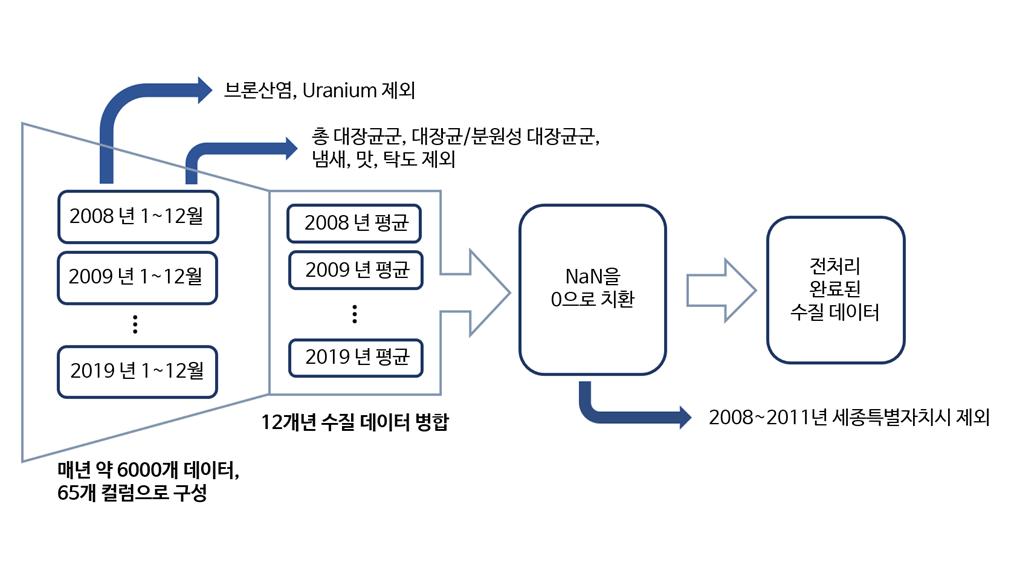 브론산염, Uranium 제외
총 대장균군, 대장균/분원성 대장균군,
냄새, 맛, 탁도 제외
2008 년 1~12월
2009 년 1~12월
⋮
2019 년 1~12월
매년 약 6000개 데이터,
65개 컬럼으로 구성
2008 년 평균
2009 년 평균
⋮
2019 년 평균
12개년 수질 데이터 병합
NaN을
0으로 치환
2008~2011년 세종특별자치시 제외
전처리
완료된
수질 데이터